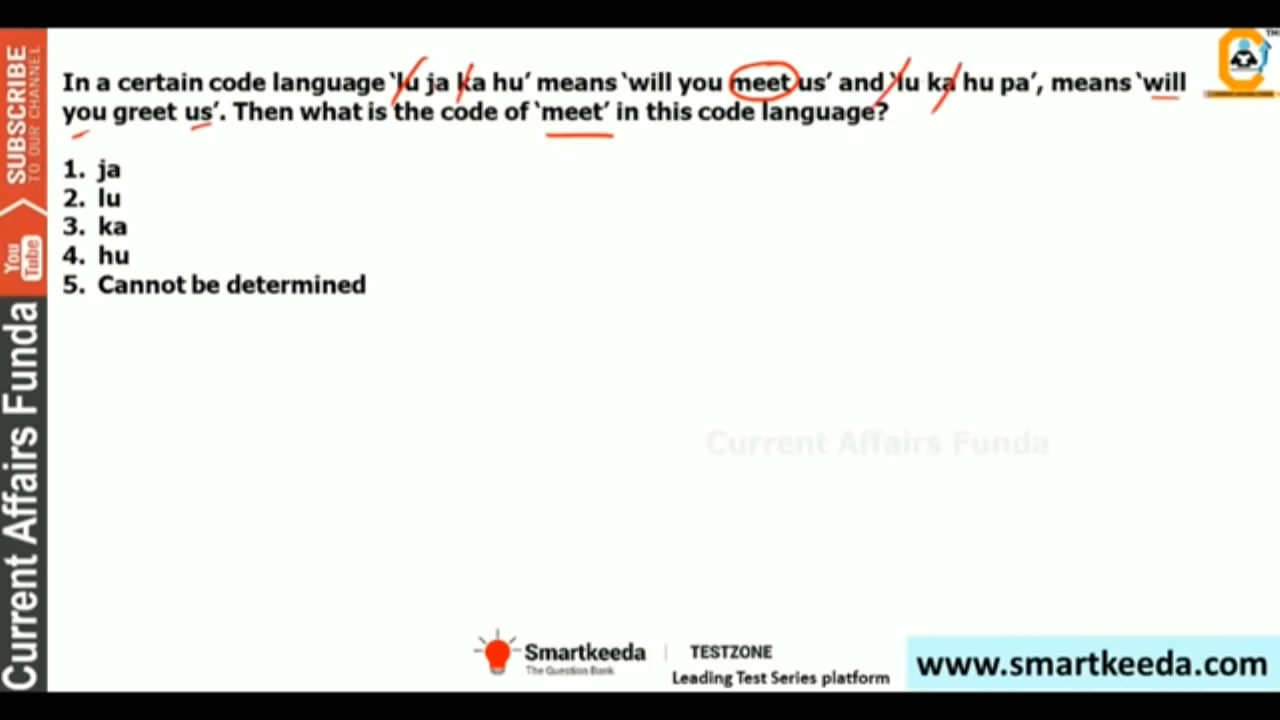 In a certain code language ‘lu ja ka hu’ means ‘will you meet us’ and ‘lu ka hu pa’, means ‘will
you greet us’. Then what is the code of ‘meet’ in this code language?
1. ja
2. lu
3. ka
4. hu
5. Cannot be determined
Current Affairs Funda
SUBSCRIBE
TO OUR CHANNEL
You
Tube
Current Affairs Funda
Smartkeeda
The Question Bank
TESTZONE
Leading Test Series platform
www.smartkeeda.com